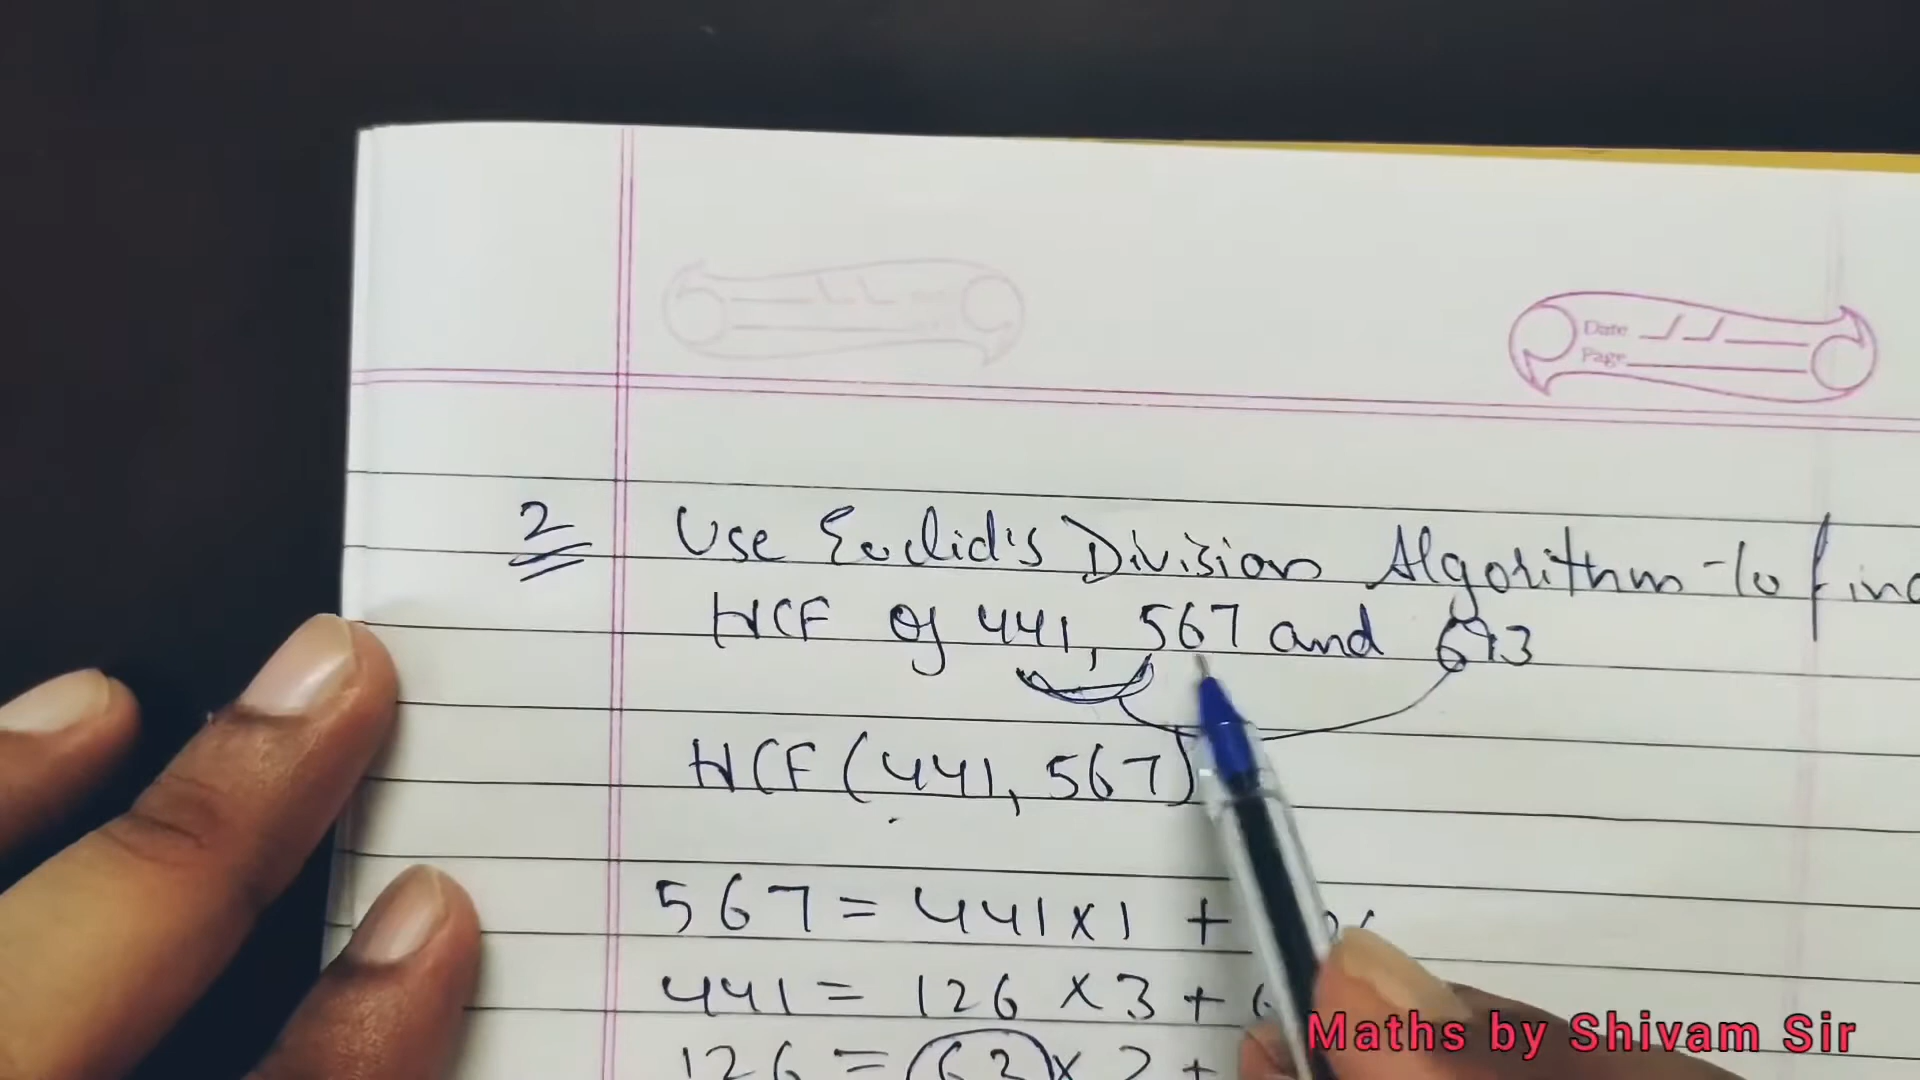 Date
Page
2 Use Euclid's Division Algorithm to find
HCF of 441, 567 and 693
HCF (441, 567)
567 = 441 x 1 +
441 = 126 x 3 + 6
126 = 63 x 2 +
Maths by Shivam Sir